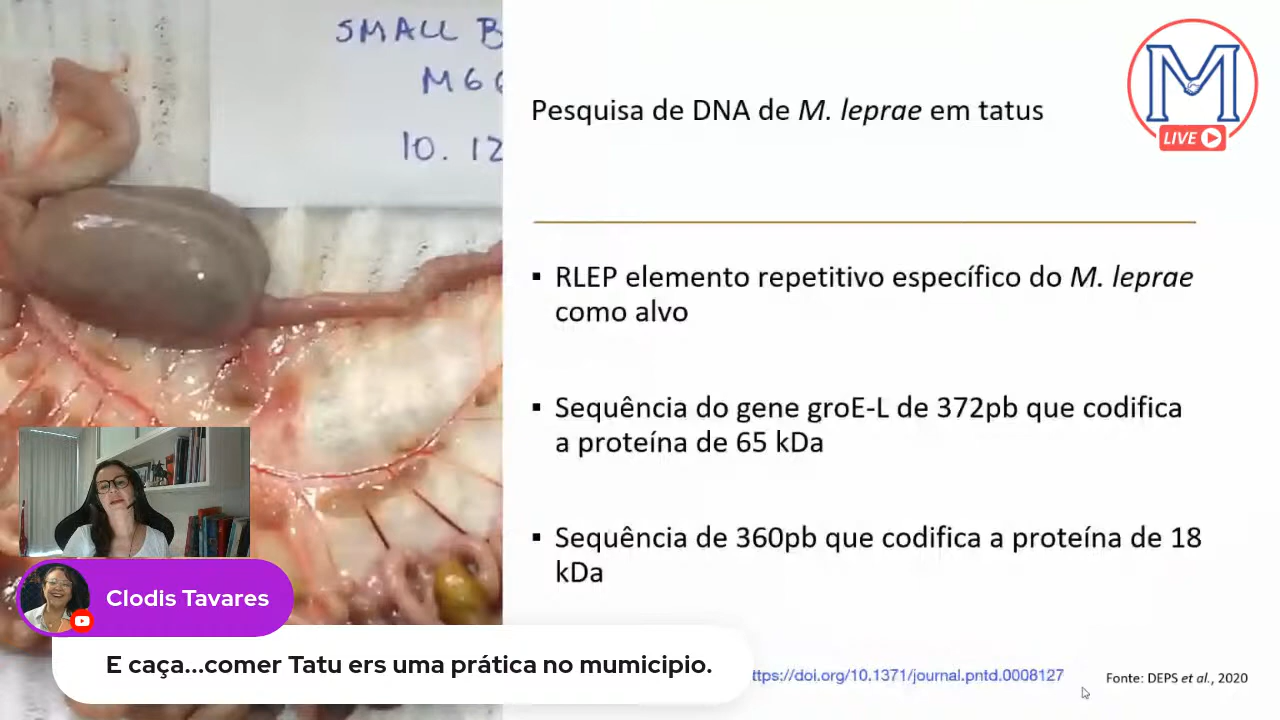 SMALL B
M66
10. 12
Pesquisa de DNA de M. leprae em tatus
M
LIVE
▪ RLEP elemento repetitivo específico do M. leprae
como alvo
▪ Sequência do gene groE-L de 372pb que codifica
a proteína de 65 kDa
▪ Sequência de 360pb que codifica a proteína de 18
kDa
Clodis Tavares
E caça...comer Tatu ers uma prática no mumicipio.
ttps://doi.org/10.1371/journal.pntd.0008127
Fonte: DEPS et al., 2020